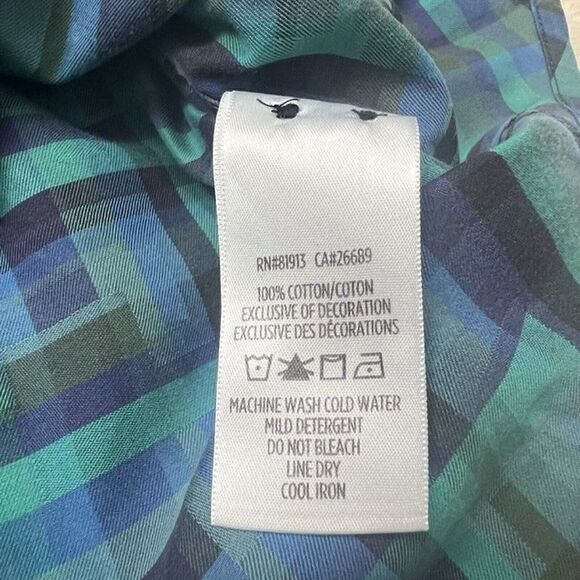 RN#81913 CA#26689
100% COTTON/COTON
EXCLUSIVE OF DECORATION
EXCLUSIVE DES DÉCORATIONS
MACHINE WASH COLD WATER
MILD DETERGENT
DO NOT BLEACH
LINE DRY
COOL IRON